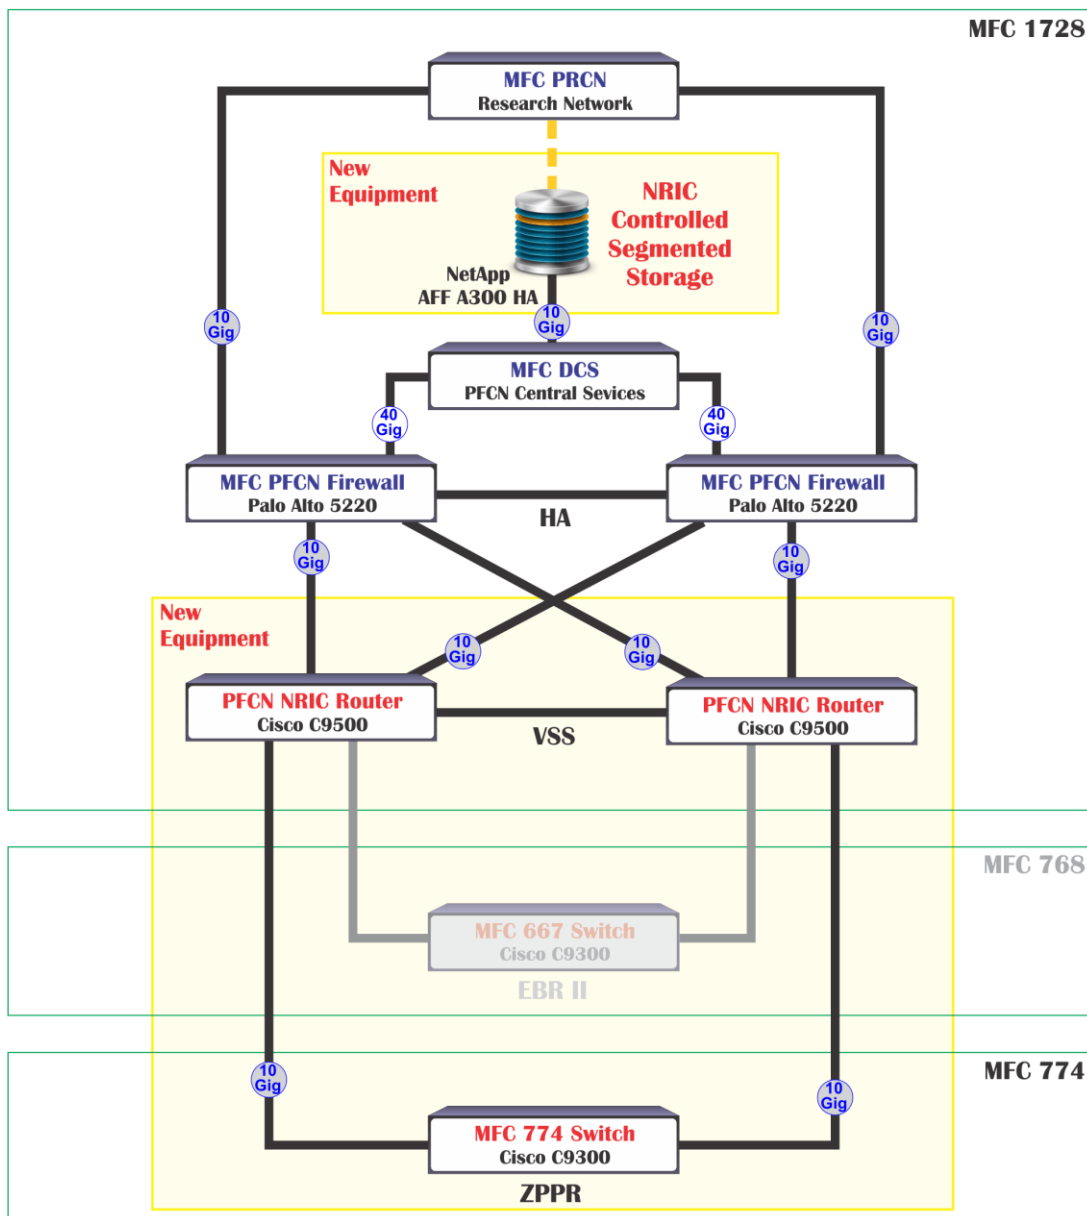 MFC 1728
MFC PRCN
Research Network
New
Equipment
NRIC
Controlled
Segmented
Storage
NetApp
AFF A300 HA
10
Gig
10
Gig
10
Gig
MFC DCS
PFCN Central Sevices
40
Gig
40
Gig
MFC PFCN Firewall
Palo Alto 5220
HA
MFC PFCN Firewall
Palo Alto 5220
10
Gig
10
Gig
New
Equipment
10
Gig
10
Gig
PFCN NRIC Router
Cisco C9500
VSS
PFCN NRIC Router
Cisco C9500
MFC 768
MFC 667 Switch
Cisco C9300
EBR II
MFC 774
10
Gig
10
Gig
MFC 774 Switch
Cisco C9300
ZPPR